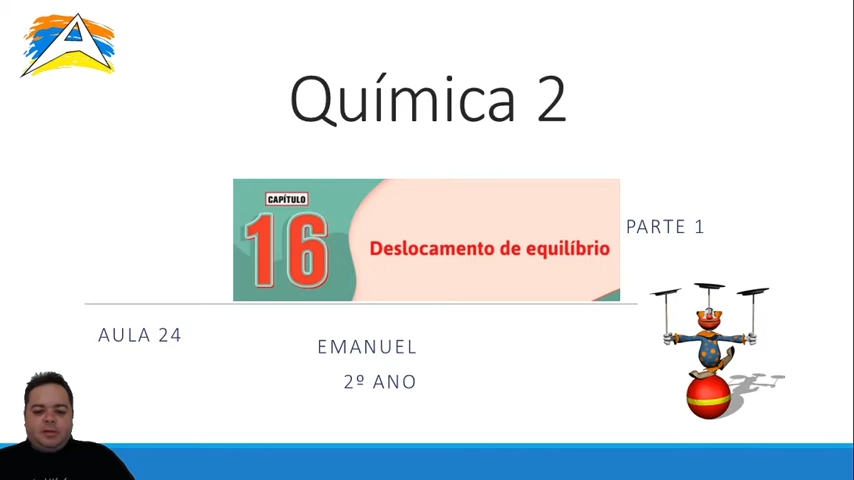 Química 2
CAPÍTULO
16
Deslocamento de equilíbrio
PARTE 1
AULA 24
EMANUEL
2º ANO